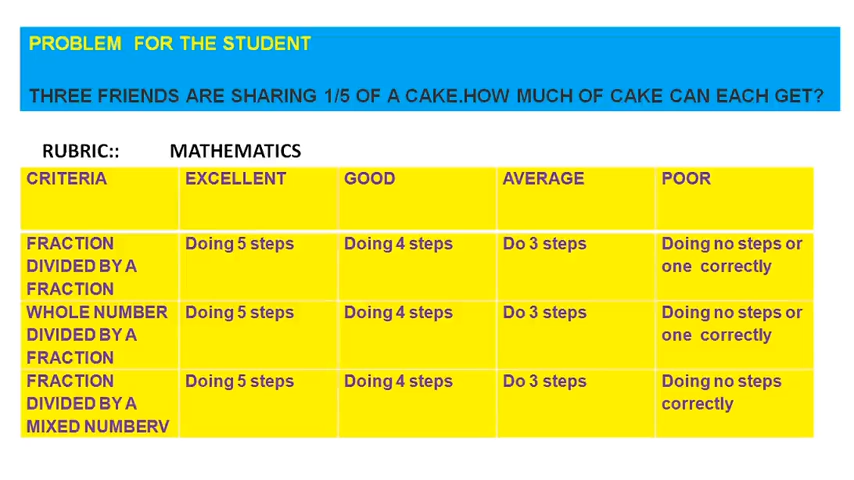 PROBLEM  FOR THE STUDENT
THREE FRIENDS ARE SHARING 1/5 OF A CAKE.HOW MUCH OF CAKE CAN EACH GET?
RUBRIC:: MATHEMATICS
CRITERIA EXCELLENT GOOD AVERAGE POOR
FRACTION Doing 5 steps Doing 4 steps Do 3 steps Doing no steps or
DIVIDED BY A one  correctly
FRACTION
WHOLE NUMBER Doing 5 steps Doing 4 steps Do 3 steps Doing no steps or
DIVIDED BY A one  correctly
FRACTION
FRACTION Doing 5 steps Doing 4 steps Do 3 steps Doing no steps
DIVIDED BY A correctly
MIXED NUMBERV